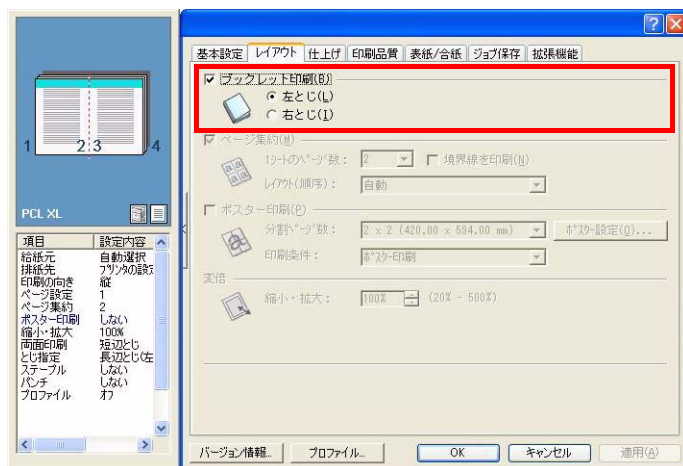 基本設定 レイアウト 仕上げ 印刷品質 表紙/合紙 ジョブ保存 拡張機能
ブックレット印刷(B)
左とじ(L)
右とじ(I)
ページ集約(M)
1シートのページ数： 2 境界線を印刷(N)
レイアウト(順序)： 自動
ポスター印刷(P)
分割ページ数： 2 x 2 (420.00 x 594.00 mm) ポスター設定(O)...
印刷条件： ポスター印刷
変倍
縮小・拡大： 100% (20% - 500%)
1 2 3 4
PCL XL
項目 設定内容
給紙元 自動選択
排紙先 プリンタの設定
印刷の向き 縦
ページ設定 1
ページ集約 2
ポスター印刷 しない
縮小・拡大 100%
両面印刷 短辺とじ
とじ指定 長辺とじ(左
ステープル しない
パンチ しない
プロファイル オフ
バージョン情報... プロファイル... OK キャンセル 適用(A)